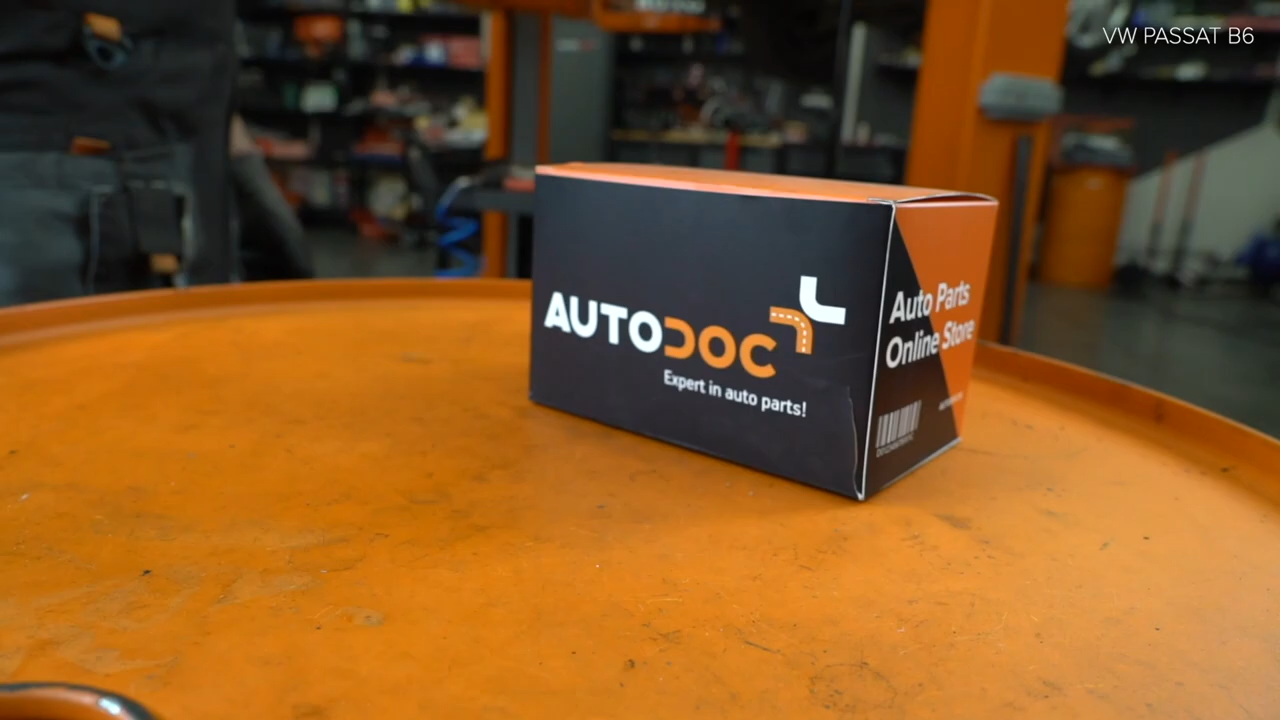 VW PASSAT B6
AUTODOC
Expert in auto parts!
Auto Parts
Online Store